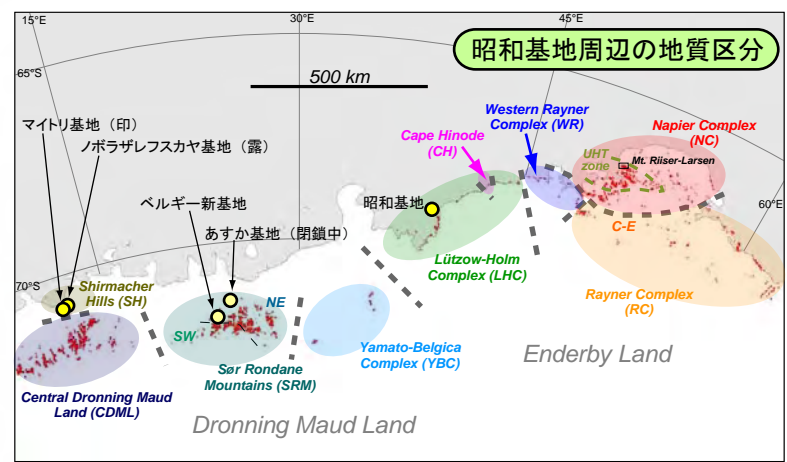 15°E
30°E
45°E
昭和基地周辺の地質区分
65°S
500 km
マイトリ基地（印）
ノボラザレフスカヤ基地（露）
ベルギー新基地
あすか基地（閉鎖中）
昭和基地
Cape Hinode
(CH)
Western Rayner
Complex (WR)
Napier Complex
(NC)
UHT
zone
Mt. Riiser-Larsen
60°E
C-E
Rayner Complex
(RC)
Lützow-Holm
Complex (LHC)
70°S
Shirmacher
Hills (SH)
NE
SW
Enderby Land
Yamato-Belgica
Complex (YBC)
Sør Rondane
Mountains (SRM)
Central Dronning Maud
Land (CDML)
Dronning Maud Land